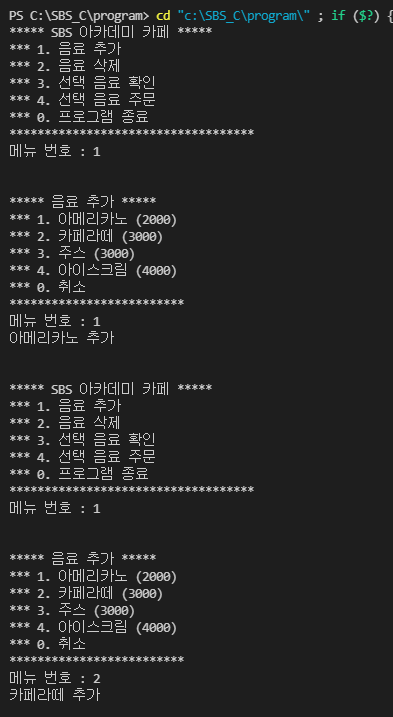 PS C:\SBS_C\program> cd "c:\SBS_C\program\" ; if ($?) {
***** SBS 아카데미 카페 *****
*** 1. 음료 추가
*** 2. 음료 삭제
*** 3. 선택 음료 확인
*** 4. 선택 음료 주문
*** 0. 프로그램 종료
***********************************
메뉴 번호 : 1
***** 음료 추가 *****
*** 1. 아메리카노 (2000)
*** 2. 카페라떼 (3000)
*** 3. 주스 (3000)
*** 4. 아이스크림 (4000)
*** 0. 취소
*************************
메뉴 번호 : 1
아메리카노 추가
***** SBS 아카데미 카페 *****
*** 1. 음료 추가
*** 2. 음료 삭제
*** 3. 선택 음료 확인
*** 4. 선택 음료 주문
*** 0. 프로그램 종료
***********************************
메뉴 번호 : 1
***** 음료 추가 *****
*** 1. 아메리카노 (2000)
*** 2. 카페라떼 (3000)
*** 3. 주스 (3000)
*** 4. 아이스크림 (4000)
*** 0. 취소
*************************
메뉴 번호 : 2
카페라떼 추가